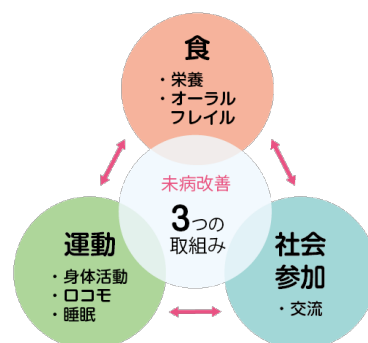 食
・栄養
・オーラル
フレイル
未病改善
3つの
取組み
運動
・身体活動
・ロコモ
・睡眠
社会
参加
・交流